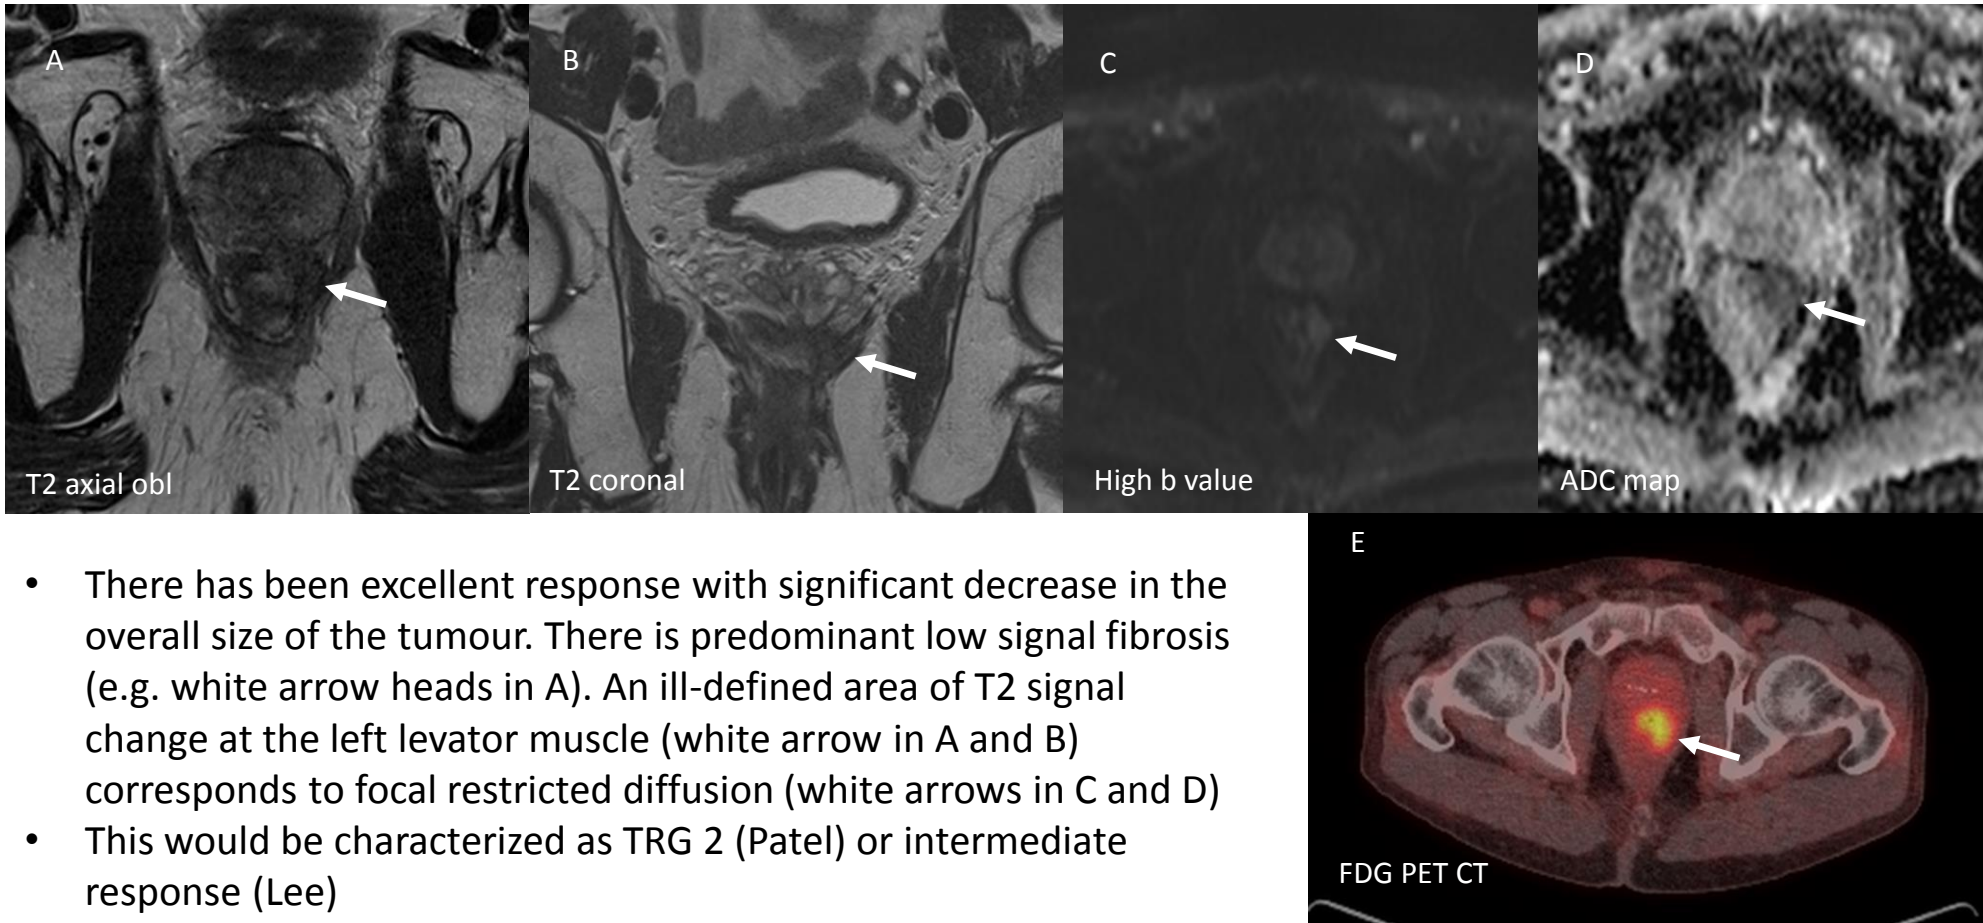 A
B
C
D
T2 axial obl
T2 coronal
High b value
ADC map
• There has been excellent response with significant decrease in the
overall size of the tumour. There is predominant low signal fibrosis
(e.g. white arrow heads in A). An ill-defined area of T2 signal
change at the left levator muscle (white arrow in A and B)
corresponds to focal restricted diffusion (white arrows in C and D)
• This would be characterized as TRG 2 (Patel) or intermediate
response (Lee)
E
FDG PET CT